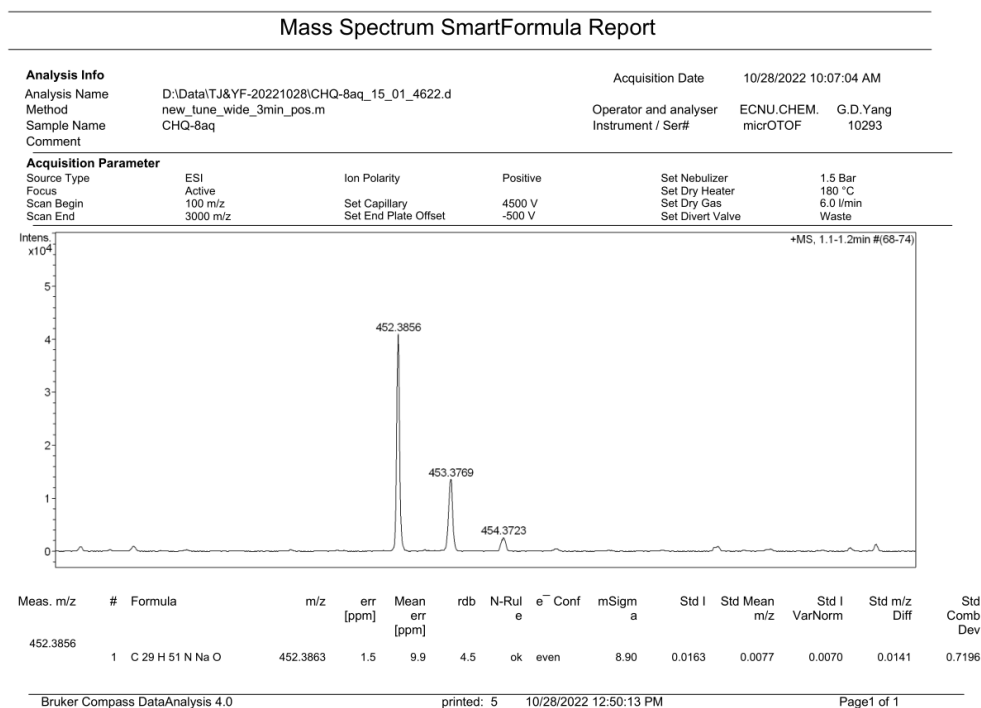 Mass Spectrum SmartFormula Report
Analysis Info
Acquisition Date 10/28/2022 10:07:04 AM
Analysis Name D:\Data\TJ&YF-20221028\CHQ-8aq_15_01_4622.d
Method new_tune_wide_3min_pos.m
Operator and analyser ECNU.CHEM. G.D.Yang
Sample Name CHQ-8aq
Instrument / Ser# micrOTOF 10293
Comment
Acquisition Parameter
Source Type ESI Ion Polarity Positive Set Nebulizer 1.5 Bar
Focus Active Set Dry Heater 180 °C
Scan Begin 100 m/z Set Capillary 4500 V Set Dry Gas 6.0 l/min
Scan End 3000 m/z Set End Plate Offset -500 V Set Divert Valve Waste
Intens.
x10⁴
+MS, 1.1-1.2min #(68-74)
5
452.3856
4
3
453.3769
2
1
454.3723
0
Meas. m/z # Formula m/z err Mean rdb N-Rul e⁻ Conf mSigm Std I Std Mean Std I Std m/z Std
[ppm] err e a m/z VarNorm Diff Comb
[ppm] Dev
452.3856
1 C 29 H 51 N Na O 452.3863 1.5 9.9 4.5 ok even 8.90 0.0163 0.0077 0.0070 0.0141 0.7196
Bruker Compass DataAnalysis 4.0 printed: 5 10/28/2022 12:50:13 PM Page1 of 1